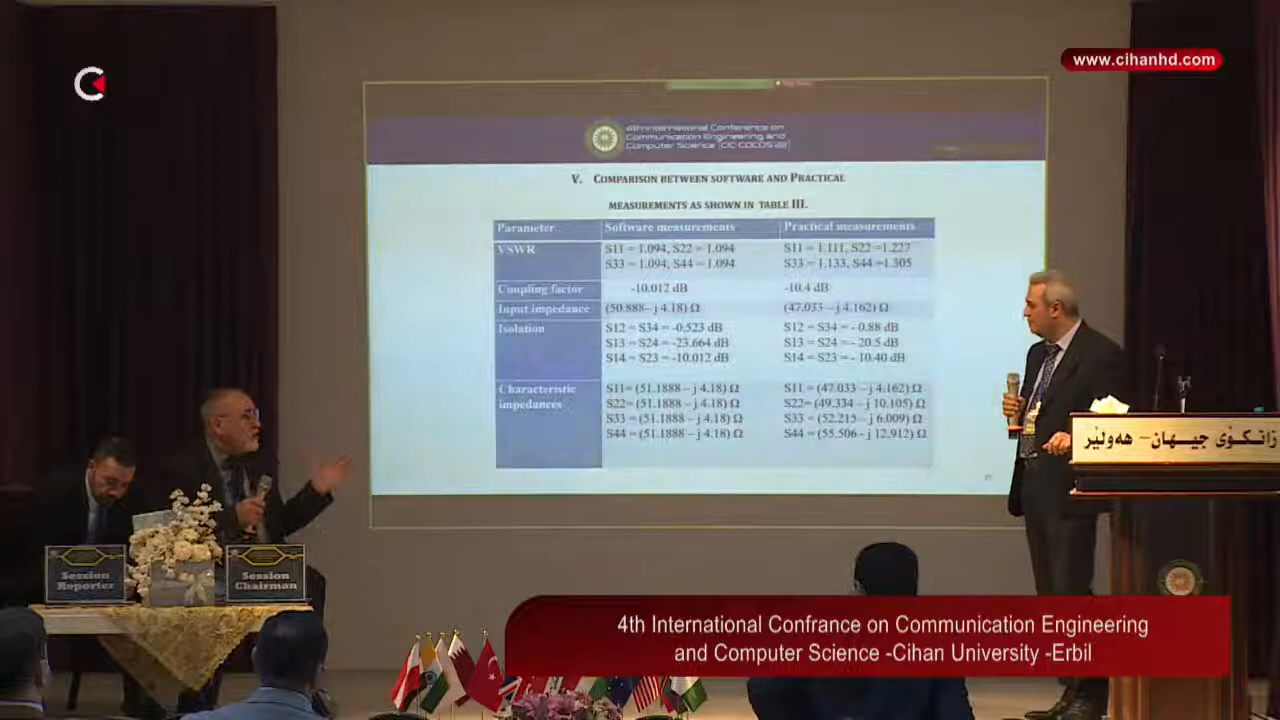 www.cihanhd.com
4th International Conference on
Communication Engineering and
Computer Science (CIC-COCOS'22)
V. COMPARISON BETWEEN SOFTWARE AND PRACTICAL
MEASUREMENTS AS SHOWN IN TABLE III.
Parameter Software measurements Practical measurements
VSWR S11 = 1.094, S22 = 1.094 S11 = 1.111, S22 =1.227
S33 = 1.094, S44 = 1.094 S33 = 1.133, S44 =1.305
Coupling factor -10.012 dB -10.4 dB
Input impedance (50.888– j 4.18) Ω (47.033 –j 4.162) Ω
Isolation S12 = S34 = -0.523 dB S12 = S34 = - 0.88 dB
S13 = S24 = -23.664 dB S13 = S24 = - 20.5 dB
S14 = S23 = -10.012 dB S14 = S23 = - 10.40 dB
Characteristic S11= (51.1888 – j 4.18) Ω S11 = (47.033 – j 4.162) Ω
impedances S22= (51.1888 – j 4.18) Ω S22= (49.334 – j 10.105) Ω
S33 = (51.1888 – j 4.18) Ω S33 = (52.215– j 6.009) Ω
S44 = (51.1888 – j 4.18) Ω S44 = (55.506 – j 12.912) Ω
زانکۆی جیهان - هەولێر
Session
Reporter
Session
Chairman
4th International Confrance on Communication Engineering
and Computer Science -Cihan University -Erbil